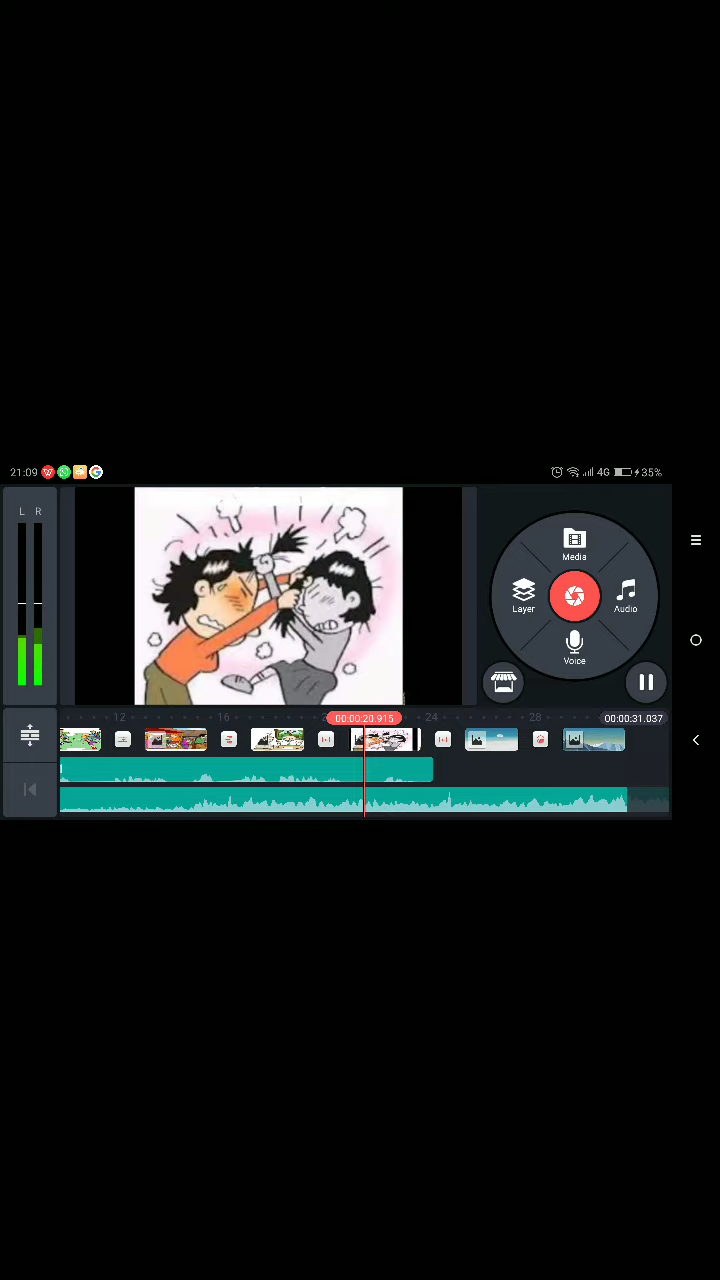 21:09
4G
35%
L R
Media
Layer
Audio
Voice
12
16
00:00:20.915
24
28
00:00:31.037